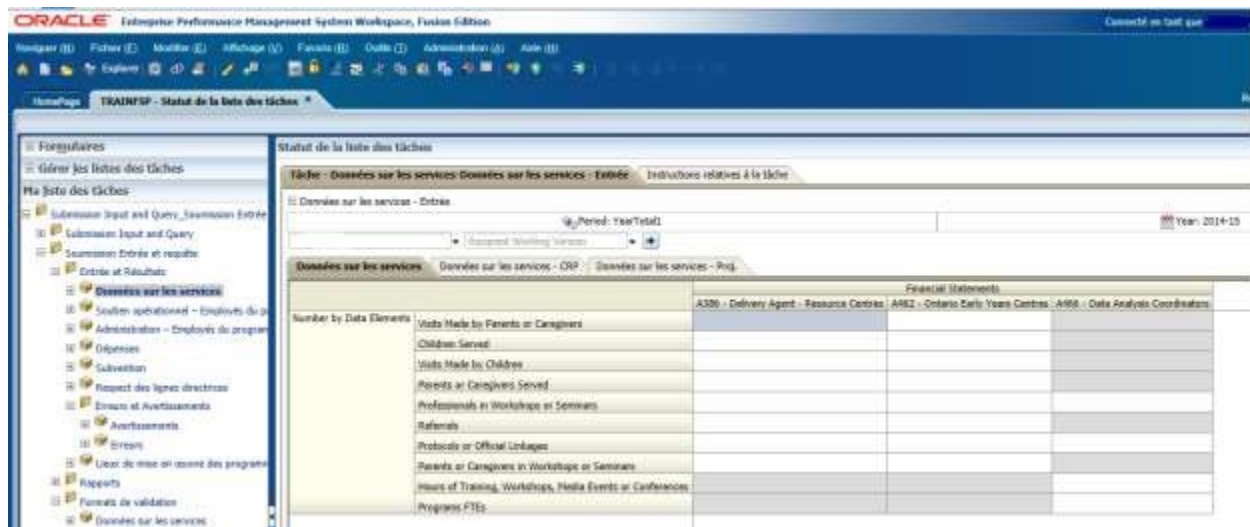 ORACLE Enterprise Performance Management System Workspace, Fusion Edition
Connecté en tant que
Naviguer (N) Fichier (F) Modifier (E) Affichage (V) Favoris (R) Outils (T) Administration (A) Aide (H)
Explorer
HomePage TRAINFSP - Statut de la liste des tâches
Formulaires
Gérer les listes des tâches
Ma liste des tâches
Submission Input and Query_Soumission Entrée
Submission Input and Query
Soumission Entrée et requête
Entrée et Résultats
Données sur les services
Soutien opérationnel – Employés du p
Administration – Employés du program
Dépenses
Subvention
Respect des lignes directrices
Erreurs et Avertissements
Avertissements
Erreurs
Lieux de mise en œuvre des programm
Rapports
Formats de validation
Données sur les services
Statut de la liste des tâches
Tâche - Données sur les services Données sur les services - Entrée Instructions relatives à la tâche
Données sur les services - Entrée
Period: YearTotal1 Year: 2014-15
Working Version
Données sur les services Données sur les services - CRP Données sur les services - Proj.
Financial Statements
A386 - Delivery Agent - Resource Centres A462 - Ontario Early Years Centres - Data Analysis Coordinators
Number by Data Elements
Visits Made by Parents or Caregivers
Children Served
Visits Made by Children
Parents or Caregivers Served
Professionals in Workshops or Seminars
Referrals
Protocols or Official Linkages
Parents or Caregivers in Workshops or Seminars
Hours of Training, Workshops, Media Events or Conferences
Programs FTEs